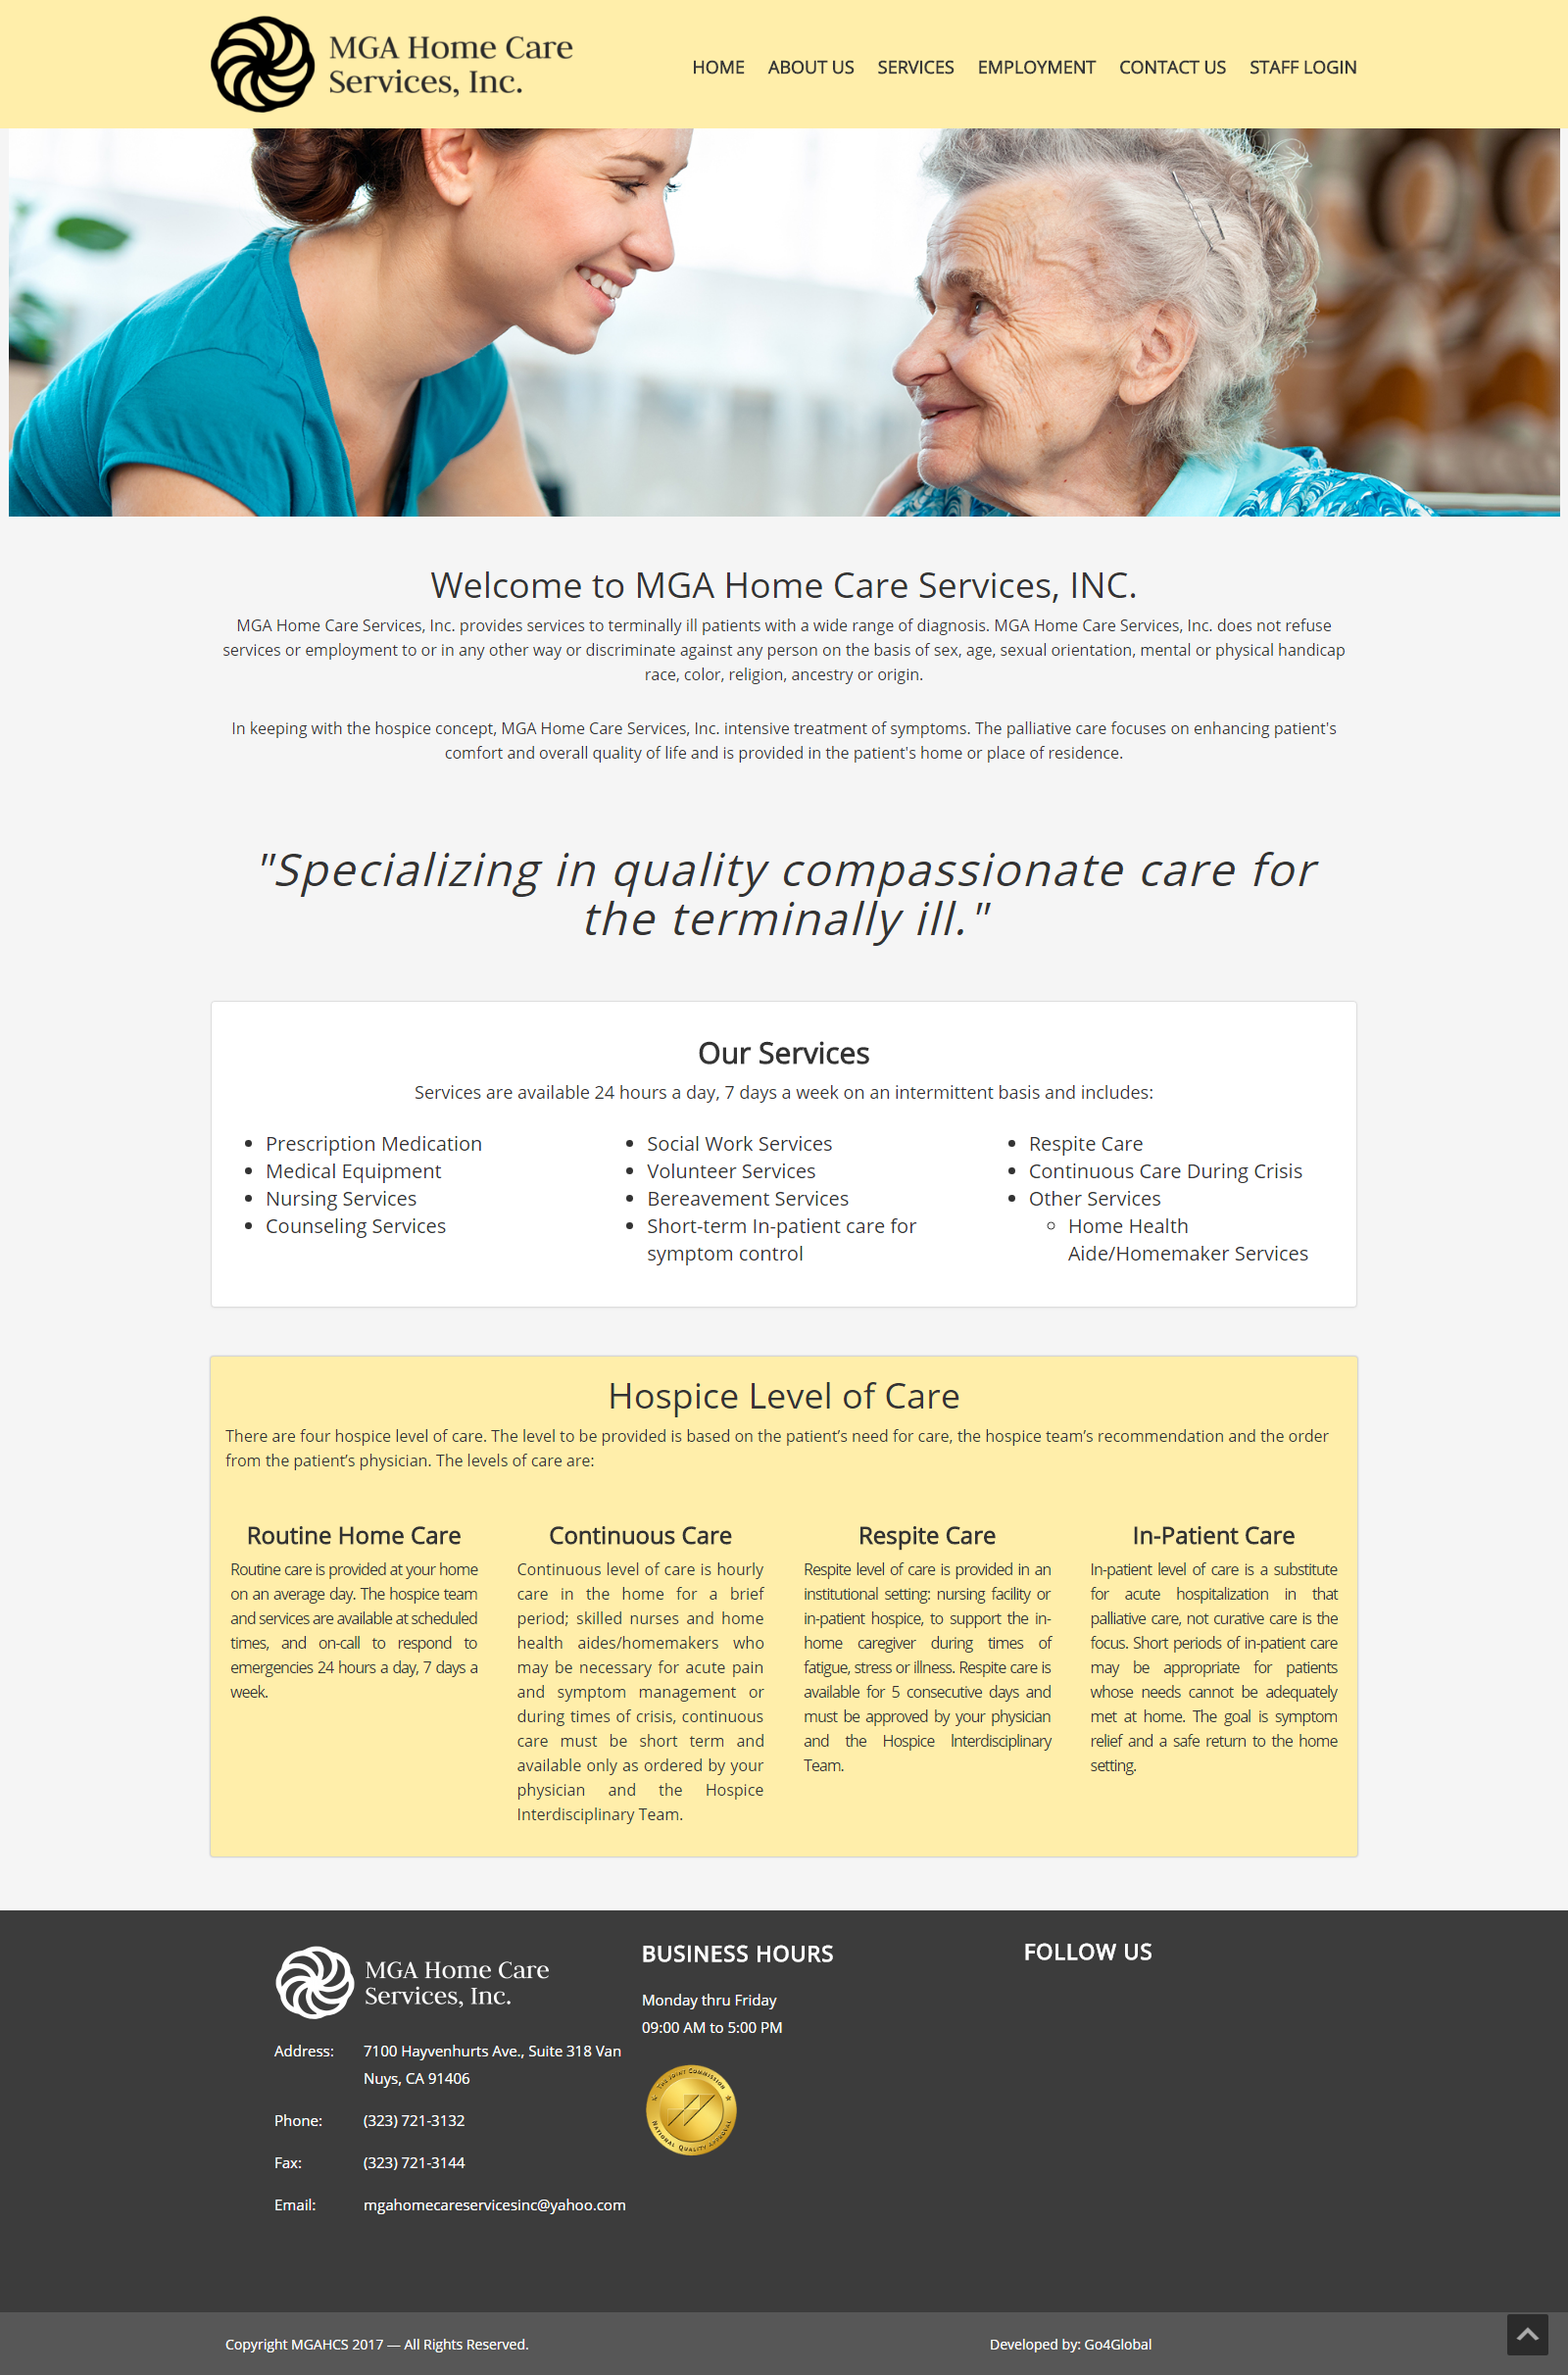 MGA Home Care
Services, Inc.
HOME ABOUT US SERVICES EMPLOYMENT CONTACT US STAFF LOGIN
Welcome to MGA Home Care Services, INC.
MGA Home Care Services, Inc. provides services to terminally ill patients with a wide range of diagnosis. MGA Home Care Services, Inc. does not refuse
services or employment to or in any other way or discriminate against any person on the basis of sex, age, sexual orientation, mental or physical handicap
race, color, religion, ancestry or origin.
In keeping with the hospice concept, MGA Home Care Services, Inc. intensive treatment of symptoms. The palliative care focuses on enhancing patient's
comfort and overall quality of life and is provided in the patient's home or place of residence.
"Specializing in quality compassionate care for
the terminally ill."
Our Services
Services are available 24 hours a day, 7 days a week on an intermittent basis and includes:
Prescription Medication
Medical Equipment
Nursing Services
Counseling Services
Social Work Services
Volunteer Services
Bereavement Services
Short-term In-patient care for
symptom control
Respite Care
Continuous Care During Crisis
Other Services
Home Health
Aide/Homemaker Services
Hospice Level of Care
There are four hospice level of care. The level to be provided is based on the patient’s need for care, the hospice team’s recommendation and the order
from the patient’s physician. The levels of care are:
Routine Home Care
Routine care is provided at your home
on an average day. The hospice team
and services are available at scheduled
times, and on-call to respond to
emergencies 24 hours a day, 7 days a
week.
Continuous Care
Continuous level of care is hourly
care in the home for a brief
period; skilled nurses and home
health aides/homemakers who
may be necessary for acute pain
and symptom management or
during times of crisis, continuous
care must be short term and
available only as ordered by your
physician and the Hospice
Interdisciplinary Team.
Respite Care
Respite level of care is provided in an
institutional setting: nursing facility or
in-patient hospice, to support the in-
home caregiver during times of
fatigue, stress or illness. Respite care is
available for 5 consecutive days and
must be approved by your physician
and the Hospice Interdisciplinary
Team.
In-Patient Care
In-patient level of care is a substitute
for acute hospitalization in that
palliative care, not curative care is the
focus. Short periods of in-patient care
may be appropriate for patients
whose needs cannot be adequately
met at home. The goal is symptom
relief and a safe return to the home
setting.
MGA Home Care
Services, Inc.
Address: 7100 Hayvenhurts Ave., Suite 318 Van
Nuys, CA 91406
Phone: (323) 721-3132
Fax: (323) 721-3144
Email: mgahomecareservicesinc@yahoo.com
BUSINESS HOURS
Monday thru Friday
09:00 AM to 5:00 PM
THE JOINT COMMISSION
NATIONAL QUALITY APPROVAL
FOLLOW US
Copyright MGAHCS 2017 — All Rights Reserved.
Developed by: Go4Global